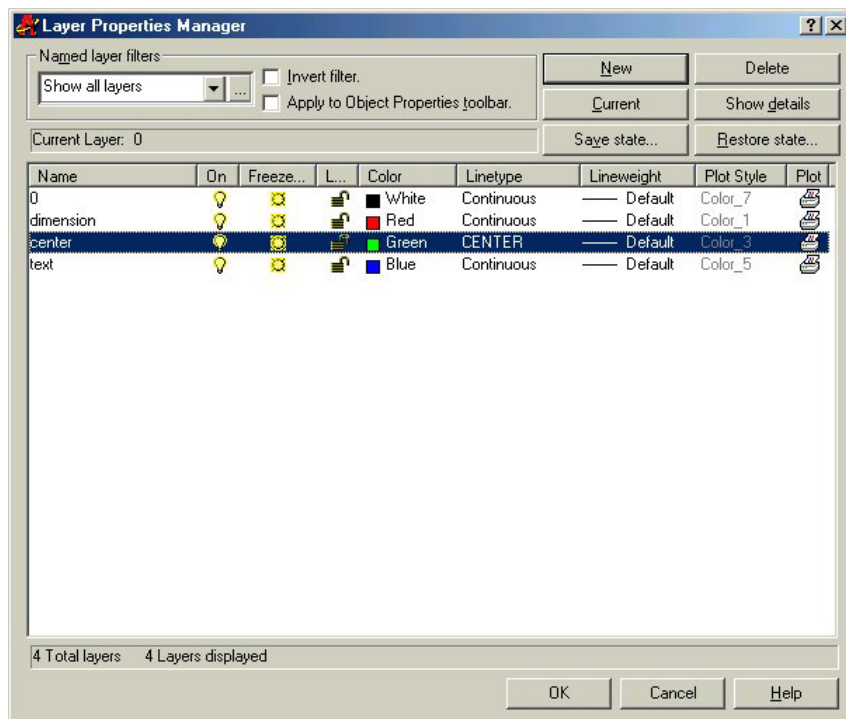 Layer Properties Manager
Named layer filters
Show all layers
...
Invert filter.
Apply to Object Properties toolbar.
New
Delete
Current
Show details
Current Layer: 0
Save state...
Restore state...
Name On Freeze... L... Color Linetype Lineweight Plot Style Plot
0 White Continuous Default Color_7
dimension Red Continuous Default Color_1
center Green CENTER Default Color_3
text Blue Continuous Default Color_5
4 Total layers 4 Layers displayed
OK Cancel Help